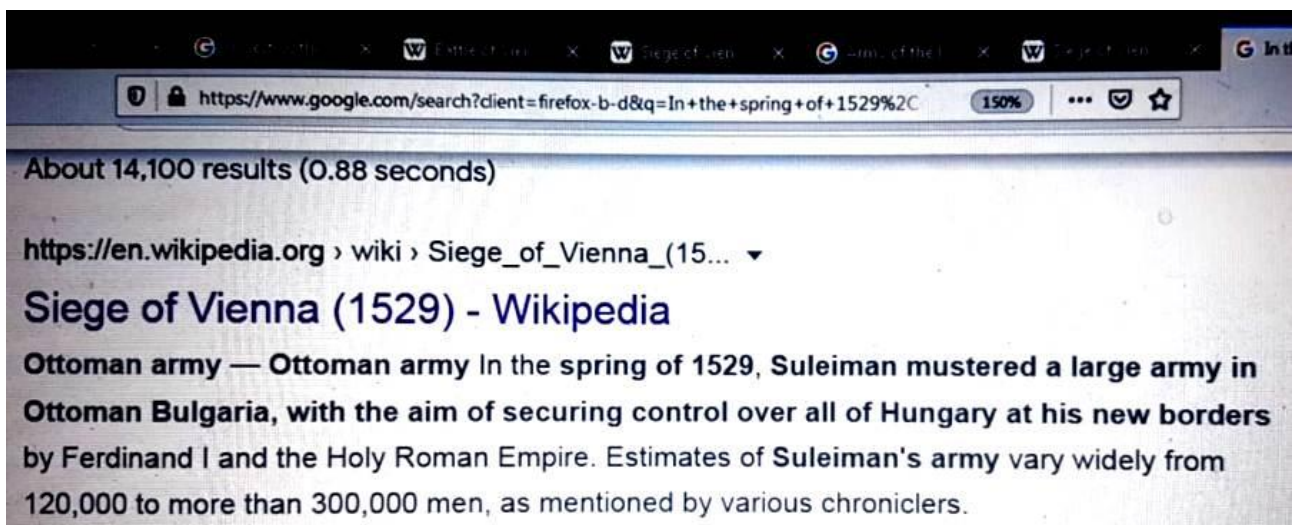 G In t
https://www.google.com/search?client=firefox-b-d&q=In+the+spring+of+1529%2C 150%
About 14,100 results (0.88 seconds)
https://en.wikipedia.org › wiki › Siege_of_Vienna_(15...
Siege of Vienna (1529) - Wikipedia
Ottoman army — Ottoman army In the spring of 1529, Suleiman mustered a large army in
Ottoman Bulgaria, with the aim of securing control over all of Hungary at his new borders
by Ferdinand I and the Holy Roman Empire. Estimates of Suleiman's army vary widely from
120,000 to more than 300,000 men, as mentioned by various chroniclers.